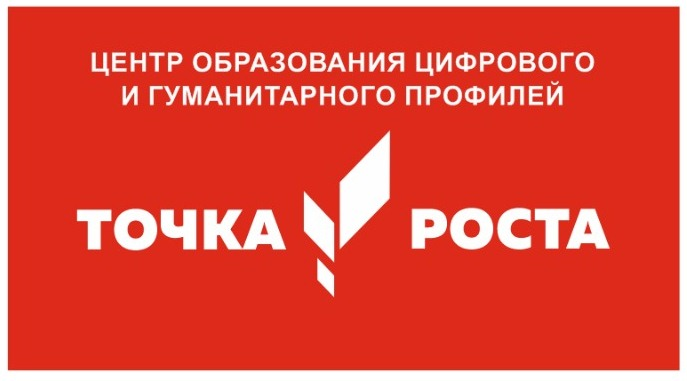 ЦЕНТР ОБРАЗОВАНИЯ ЦИФРОВОГО
И ГУМАНИТАРНОГО ПРОФИЛЕЙ
ТОЧКА РОСТА